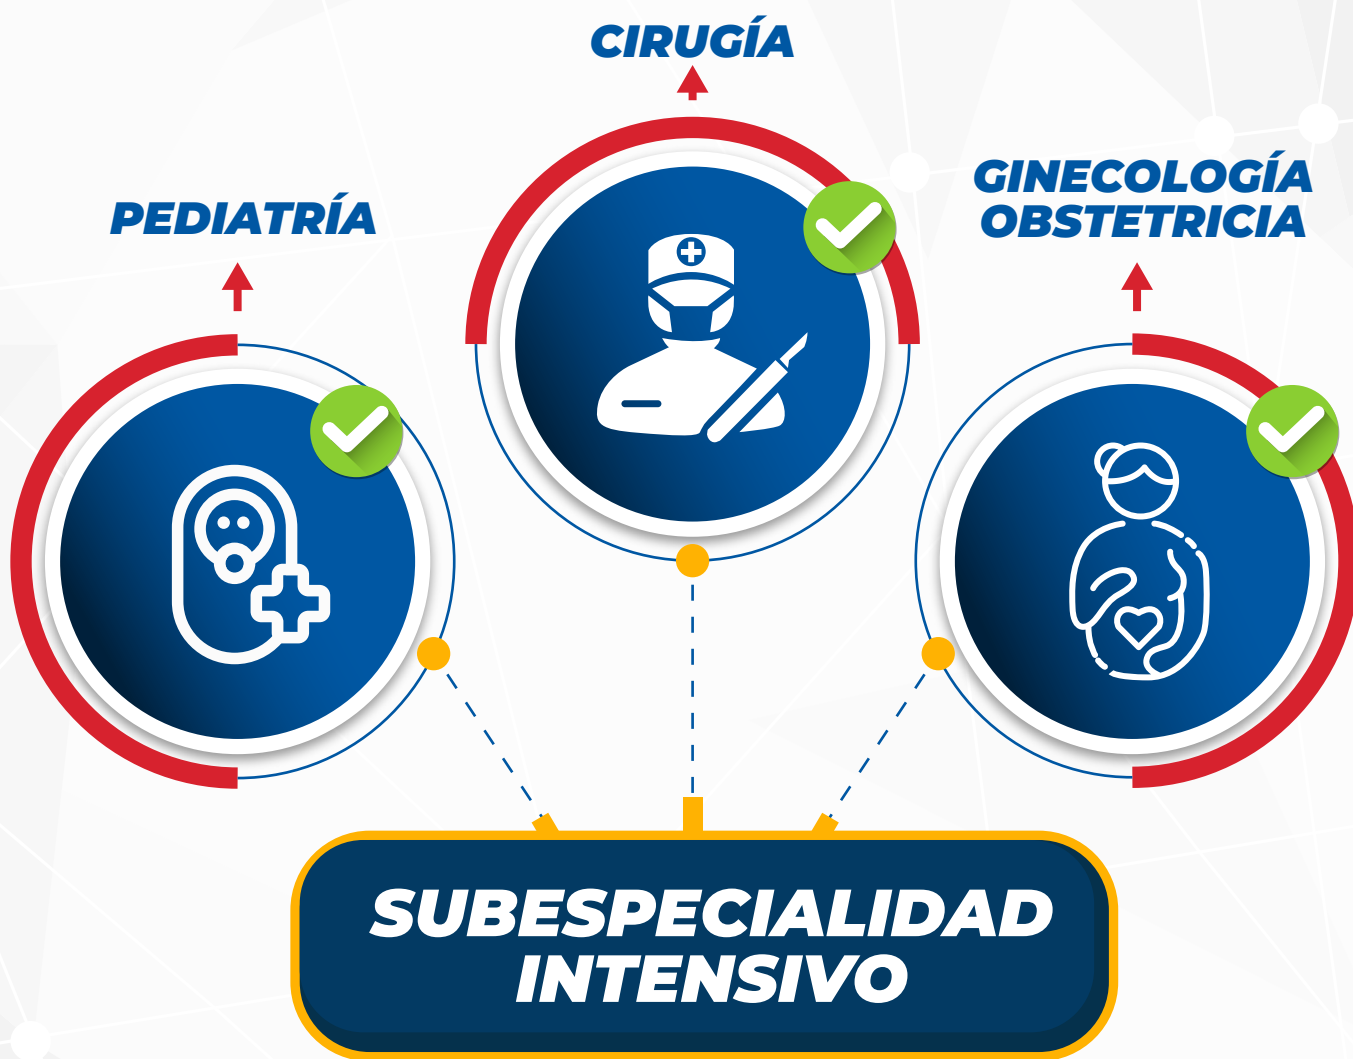 CIRUGÍA
PEDIATRÍA
GINECOLOGÍA
OBSTETRICIA
SUBESPECIALIDAD
INTENSIVO